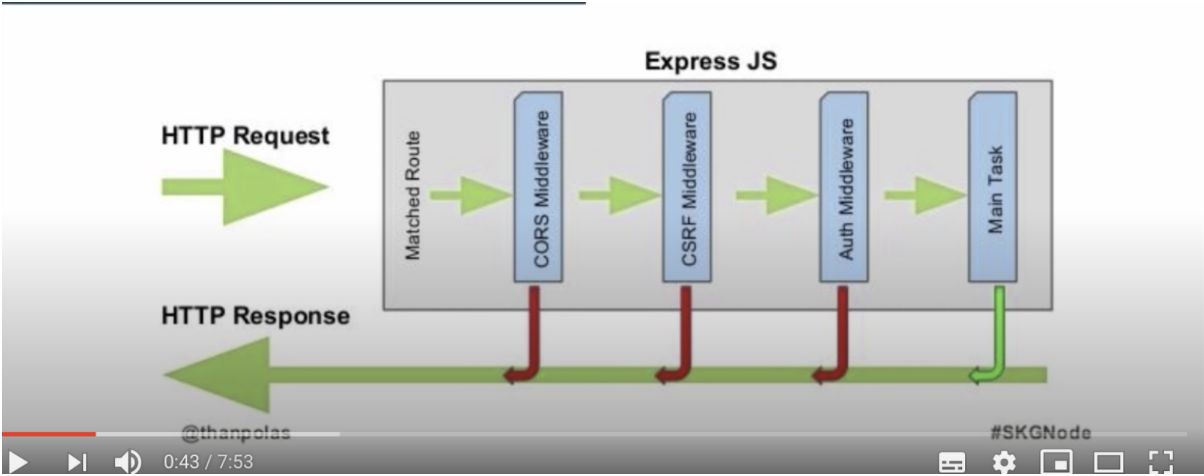 Express JS
HTTP Request
Matched Route
CORS Middleware
CSRF Middleware
Auth Middleware
Main Task
HTTP Response
@thanpolas
#SKGNode
0:43 / 7:53